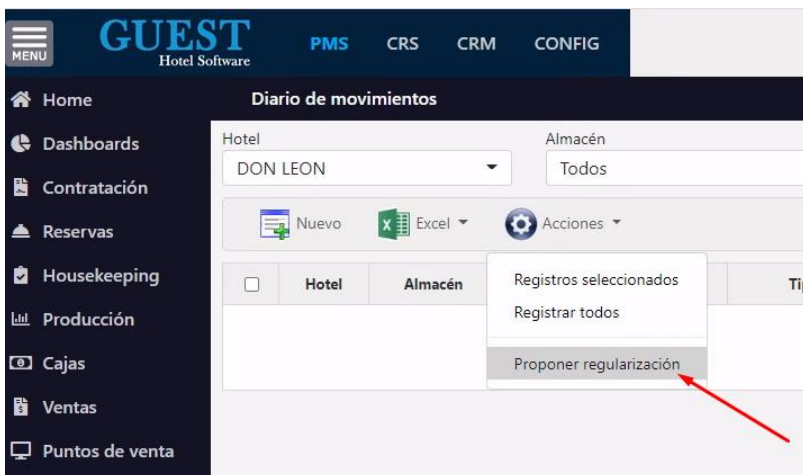 MENU
GUEST
Hotel Software
PMS CRS CRM CONFIG
Home
Dashboards
Contratación
Reservas
Housekeeping
Producción
Cajas
Ventas
Puntos de venta
Diario de movimientos
Hotel Almacén
DON LEON Todos
Nuevo Excel Acciones
Hotel Almacén
Registros seleccionados
Registrar todos
Proponer regularización